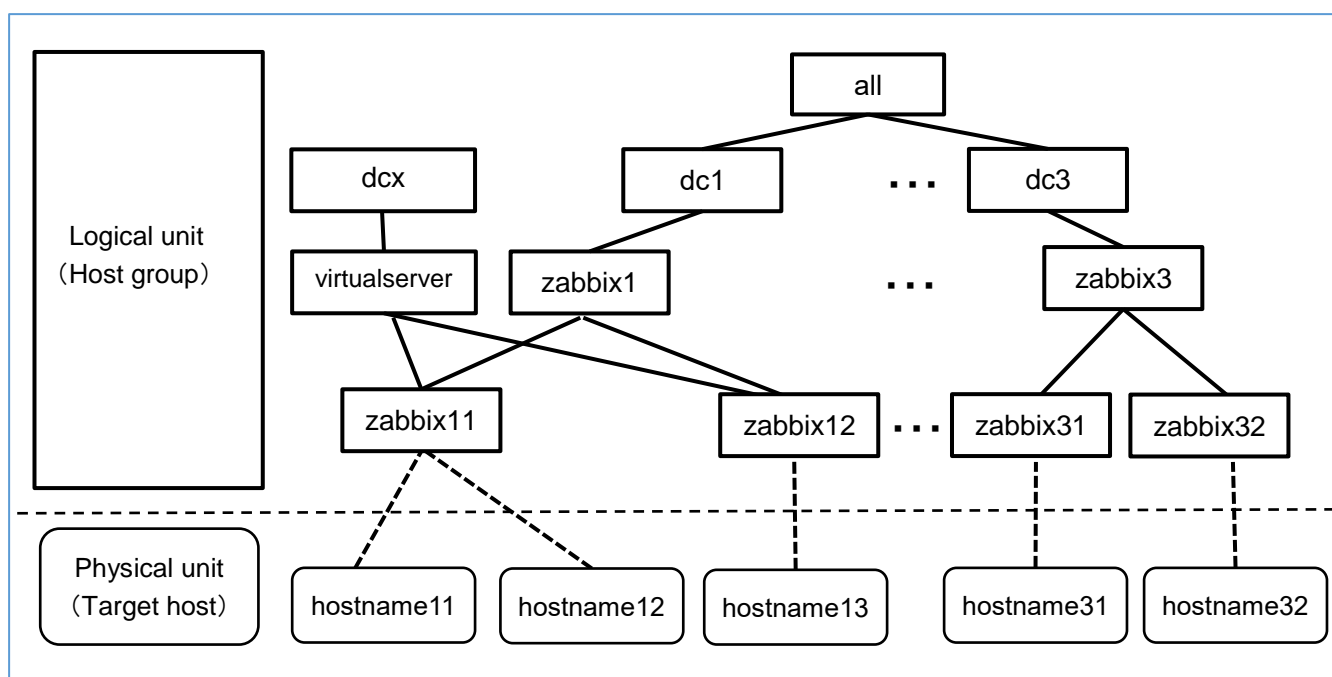 all
dcx
dc1
...
dc3
Logical unit
（Host group）
virtualserver
zabbix1
...
zabbix3
zabbix11
zabbix12
...
zabbix31
zabbix32
Physical unit
（Target host）
hostname11
hostname12
hostname13
hostname31
hostname32